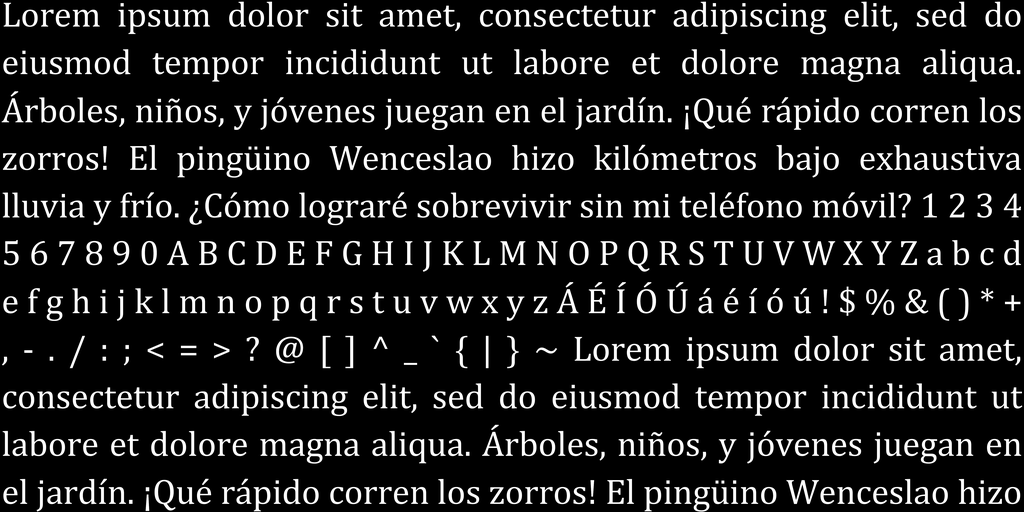 Lorem ipsum dolor sit amet, consectetur adipiscing elit, sed do
eiusmod tempor incididunt ut labore et dolore magna aliqua.
Árboles, niños, y jóvenes juegan en el jardín. ¡Qué rápido corren los
zorros! El pingüino Wenceslao hizo kilómetros bajo exhaustiva
lluvia y frío. ¿Cómo lograré sobrevivir sin mi teléfono móvil? 1 2 3 4
5 6 7 8 9 0 A B C D E F G H I J K L M N O P Q R S T U V W X Y Z a b c d
e f g h i j k l m n o p q r s t u v w x y z Á É Í Ó Ú á é í ó ú ! $ % & ( ) * +
, - . / : ; < = > ? @ [ ] ^ _ ` { | } ~ Lorem ipsum dolor sit amet,
consectetur adipiscing elit, sed do eiusmod tempor incididunt ut
labore et dolore magna aliqua. Árboles, niños, y jóvenes juegan en
el jardín. ¡Qué rápido corren los zorros! El pingüino Wenceslao hizo